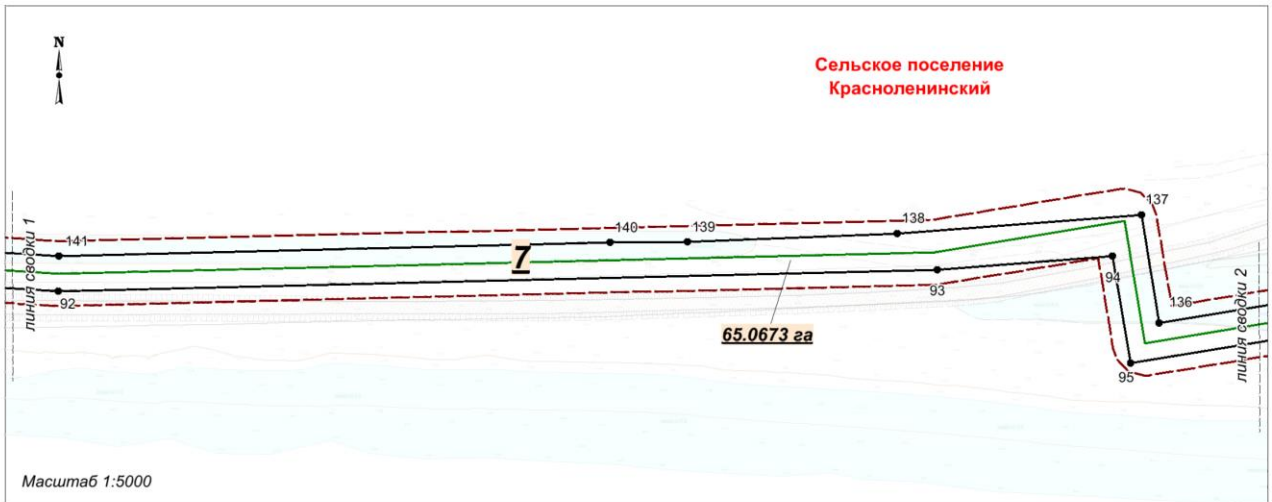 N
Сельское поселение
Красноленинский
137
138
140
139
141
7
линия сводки 1
92
93
94
136
линия сводки 2
65.0673 га
95
Масштаб 1:5000